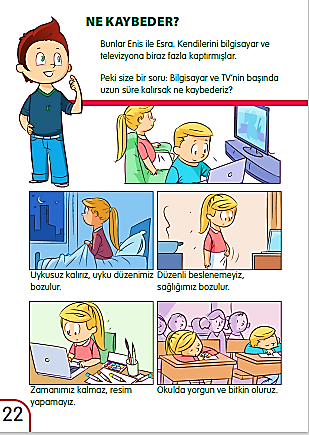 NE KAYBEDER?
Bunlar Enis ile Esra. Kendilerini bilgisayar ve
televizyona biraz fazla kaptırmışlar.
Peki size bir soru: Bilgisayar ve TV'nin başında
uzun süre kalırsak ne kaybederiz?
Uykusuz kalırız, uyku düzenimiz
bozulur.
Düzenli beslenemeyiz,
sağlığımız bozulur.
Zamanımız kalmaz, resim
yapamayız.
Okulda yorgun ve bitkin oluruz.
22